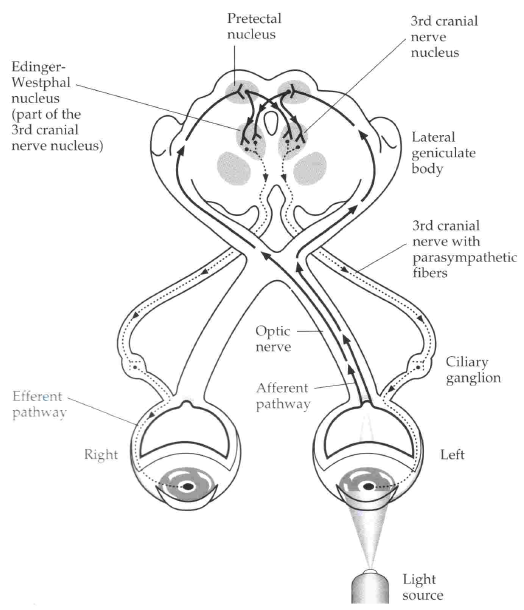 Pretectal
nucleus
3rd cranial
nerve
nucleus
Edinger-
Westphal
nucleus
(part of the
3rd cranial
nerve nucleus)
Lateral
geniculate
body
3rd cranial
nerve with
parasympathetic
fibers
Optic
nerve
Ciliary
ganglion
Afferent
pathway
Efferent
pathway
Right
Left
Light
source